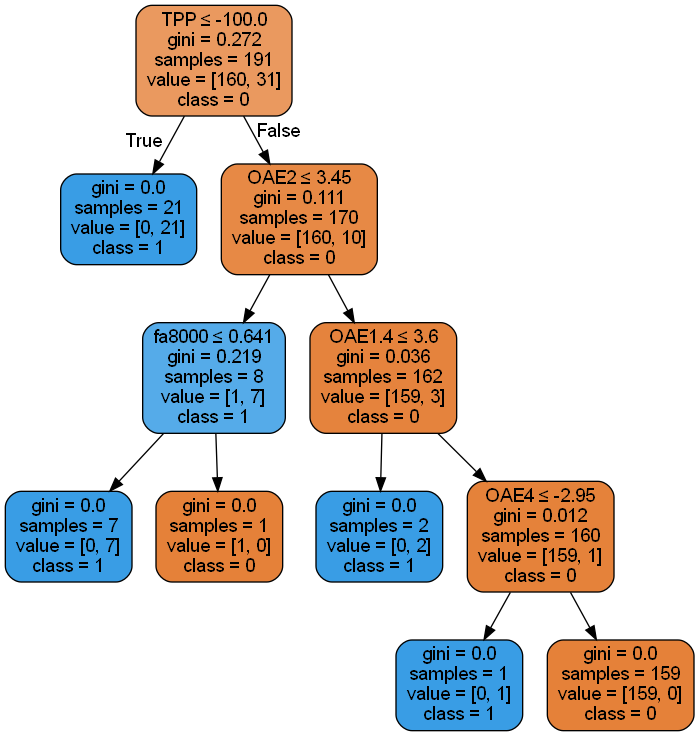 TPP ≤ -100.0
gini = 0.272
samples = 191
value = [160, 31]
class = 0
True
False
gini = 0.0
samples = 21
value = [0, 21]
class = 1
OAE2 ≤ 3.45
gini = 0.111
samples = 170
value = [160, 10]
class = 0
fa8000 ≤ 0.641
gini = 0.219
samples = 8
value = [1, 7]
class = 1
OAE1.4 ≤ 3.6
gini = 0.036
samples = 162
value = [159, 3]
class = 0
gini = 0.0
samples = 7
value = [0, 7]
class = 1
gini = 0.0
samples = 1
value = [1, 0]
class = 0
gini = 0.0
samples = 2
value = [0, 2]
class = 1
OAE4 ≤ -2.95
gini = 0.012
samples = 160
value = [159, 1]
class = 0
gini = 0.0
samples = 1
value = [0, 1]
class = 1
gini = 0.0
samples = 159
value = [159, 0]
class = 0